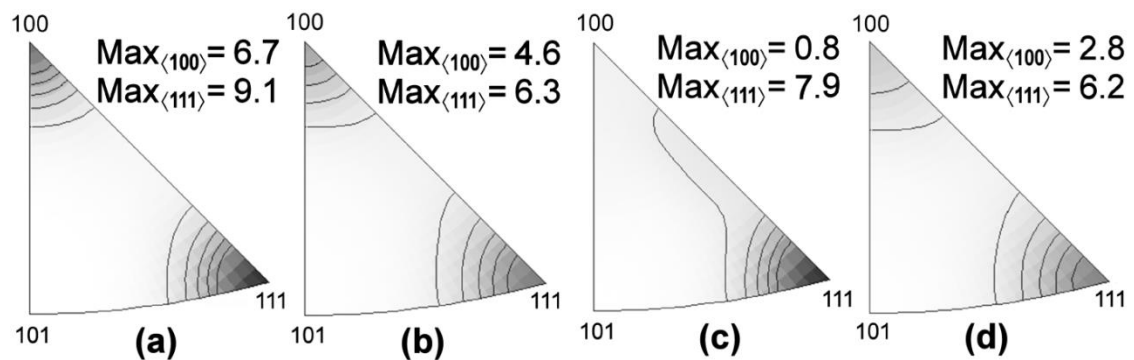 100
Max⟨100⟩= 6.7
Max⟨111⟩= 9.1
101
111
(a)
100
Max⟨100⟩= 4.6
Max⟨111⟩= 6.3
101
111
(b)
100
Max⟨100⟩= 0.8
Max⟨111⟩= 7.9
101
111
(c)
100
Max⟨100⟩= 2.8
Max⟨111⟩= 6.2
101
111
(d)